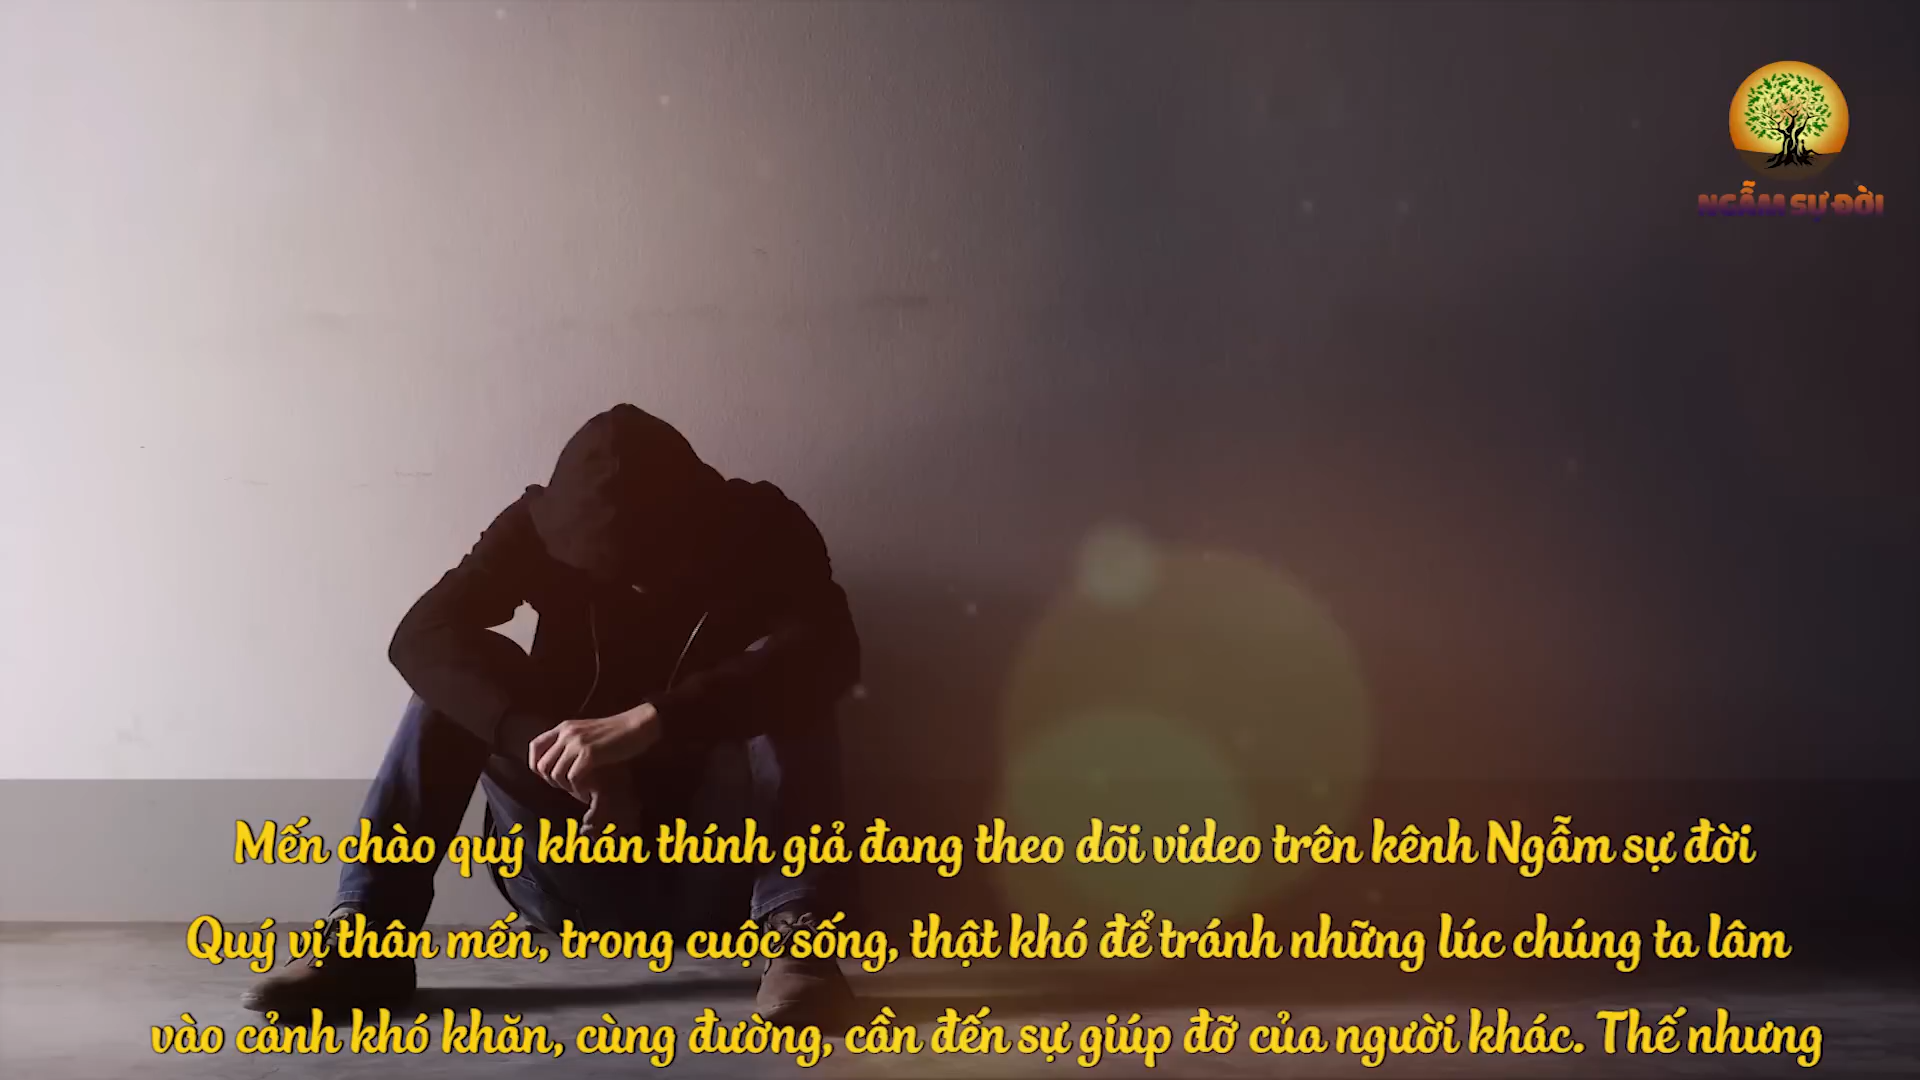 NGẪM SỰ ĐỜI
Mến chào quý khán thính giả đang theo dõi video trên kênh Ngẫm sự đời
Quý vị thân mến, trong cuộc sống, thật khó để tránh những lúc chúng ta lâm
vào cảnh khó khăn, cùng đường, cần đến sự giúp đỡ của người khác. Thế nhưng